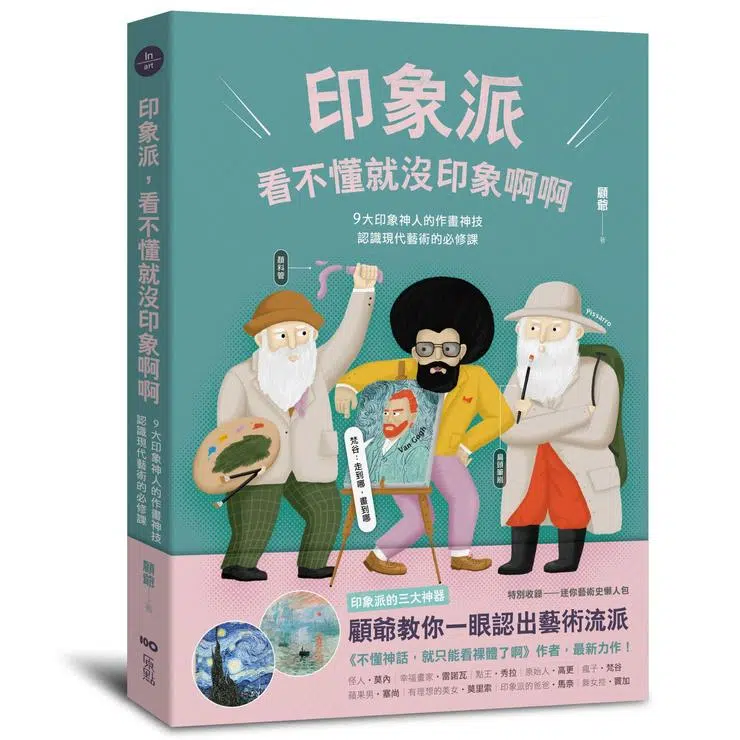 In
art
印象派，看不懂就沒印象啊啊
9大印象神人的作畫神技
認識現代藝術的必修課
顧爺
著
原點
印象派
看不懂就沒印象啊啊
9大印象神人的作畫神技
認識現代藝術的必修課
顧爺
著
顏料管
Pissarro
Van Gogh
梵谷：走到哪，畫到哪
扁頭筆刷
印象派的三大神器
特別收錄——迷你藝術史懶人包
顧爺教你一眼認出藝術流派
《不懂神話，就只能看裸體了啊》作者，最新力作！
怪人・莫內｜幸福畫家・雷諾瓦｜點王・秀拉｜原始人・高更｜瘋子・梵谷
蘋果男・塞尚｜有理想的美女・莫里索｜印象派的爸爸・馬奈｜舞女控・竇加